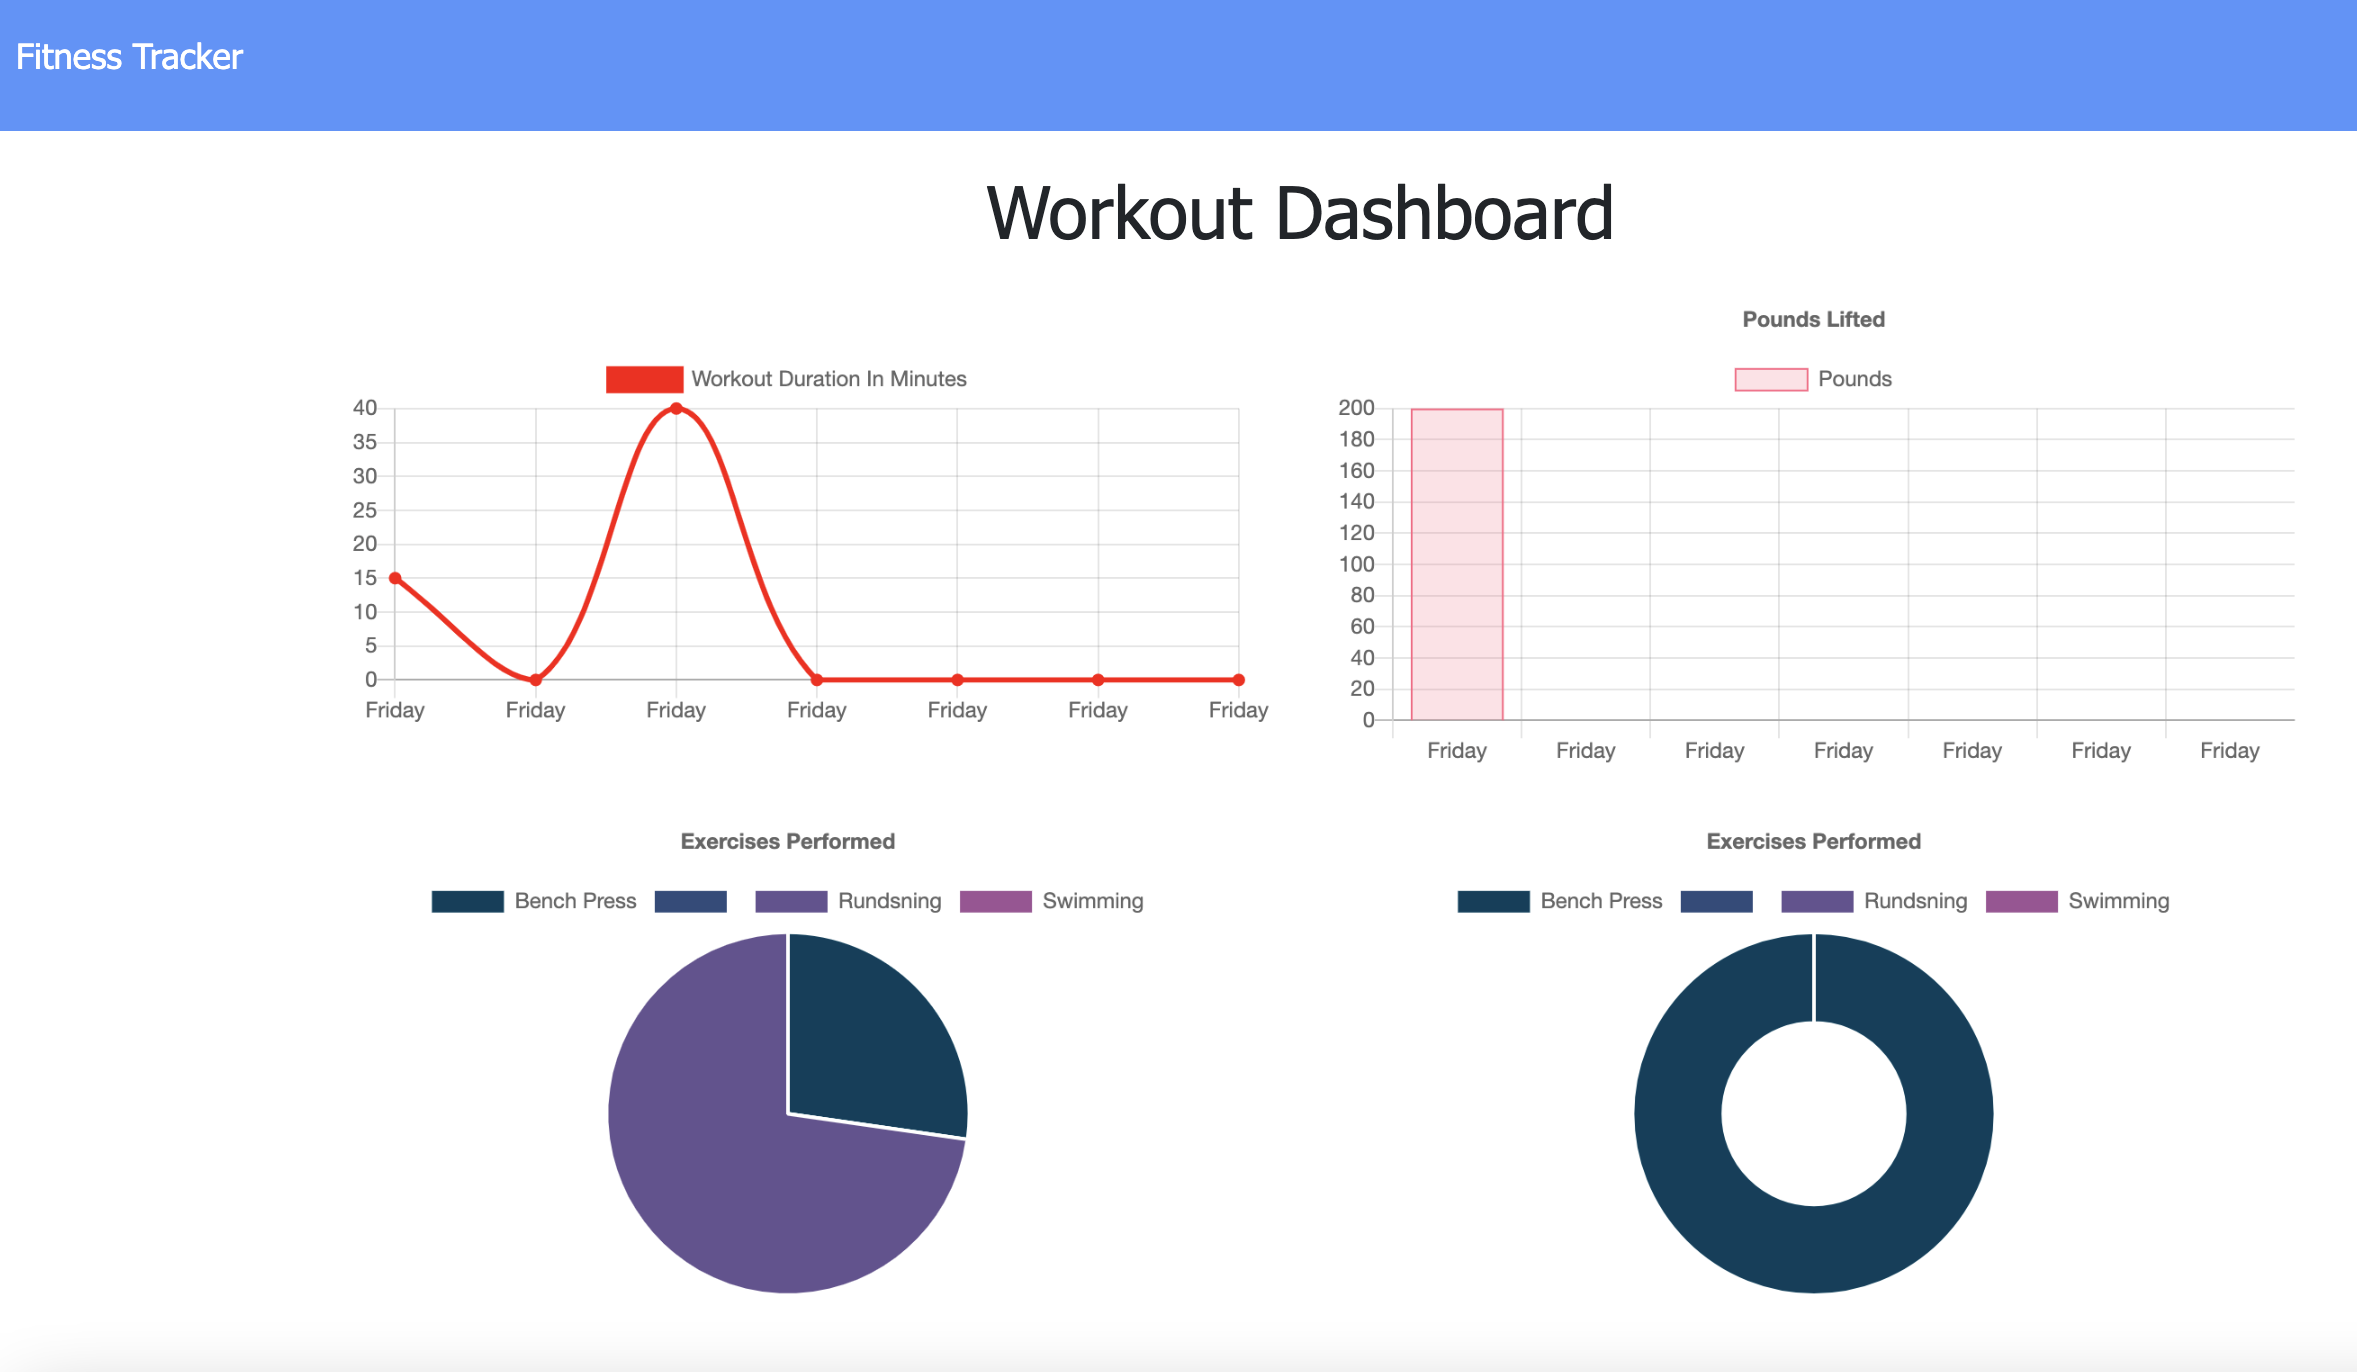 Fitness Tracker
Workout Dashboard
Workout Duration In Minutes
40
35
30
25
20
15
10
5
0
Friday Friday Friday Friday Friday Friday Friday
Pounds Lifted
Pounds
200
180
160
140
120
100
80
60
40
20
0
Friday Friday Friday Friday Friday Friday Friday
Exercises Performed
Bench Press Rundsning Swimming
Exercises Performed
Bench Press Rundsning Swimming